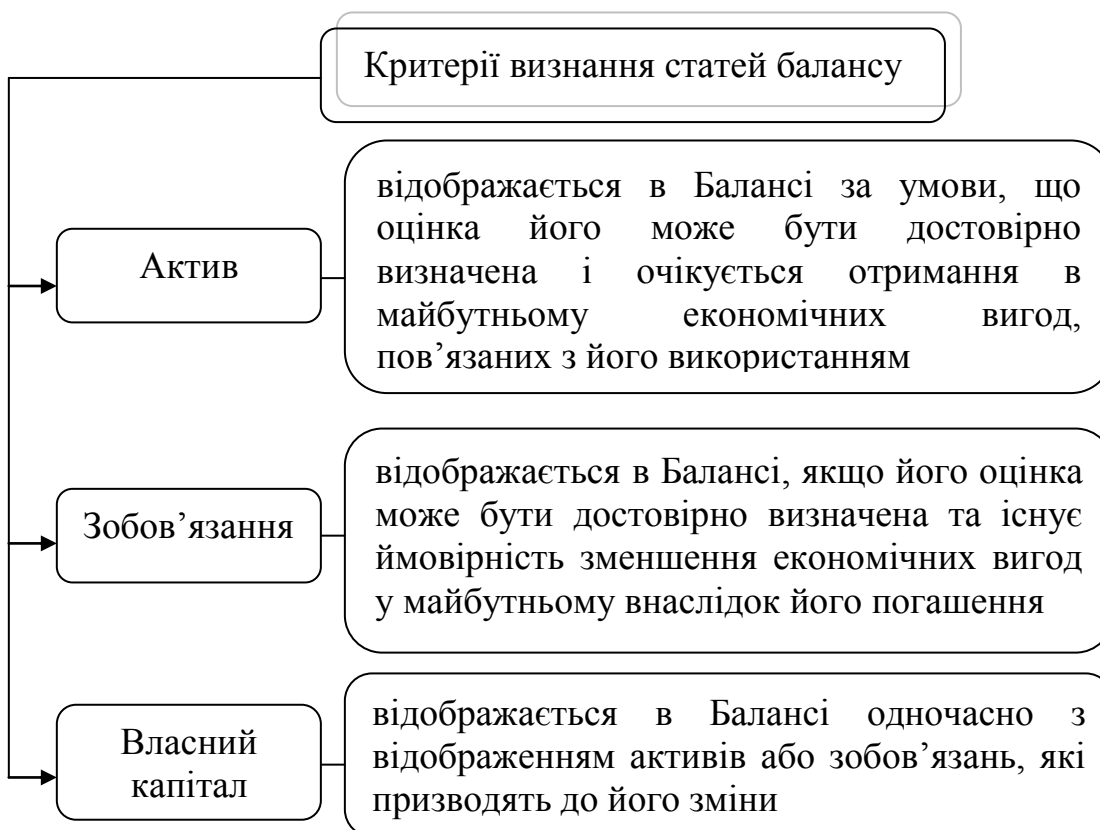 Критерії визнання статей балансу
Актив
відображається в Балансі за умови, що
оцінка його може бути достовірно
визначена і очікується отримання в
майбутньому економічних вигод,
пов’язаних з його використанням
Зобов’язання
відображається в Балансі, якщо його оцінка
може бути достовірно визначена та існує
ймовірність зменшення економічних вигод
у майбутньому внаслідок його погашення
Власний
капітал
відображається в Балансі одночасно з
відображенням активів або зобов’язань, які
призводять до його зміни